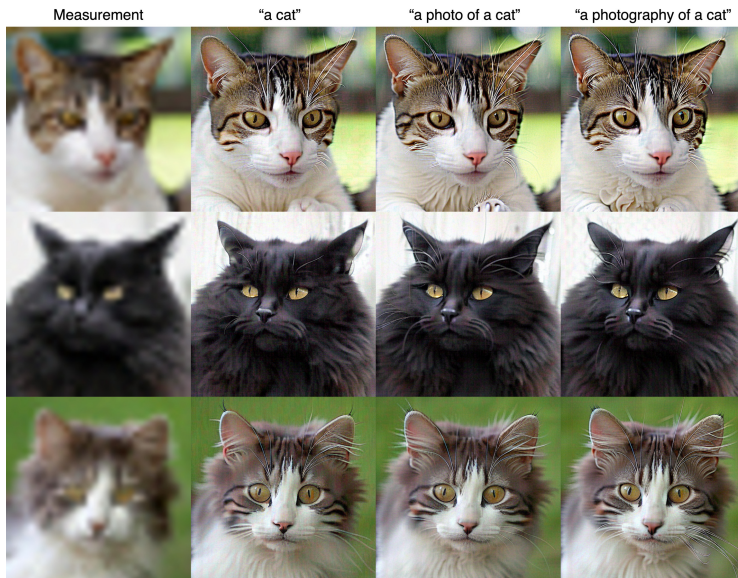 Measurement
“a cat”
“a photo of a cat”
“a photography of a cat”